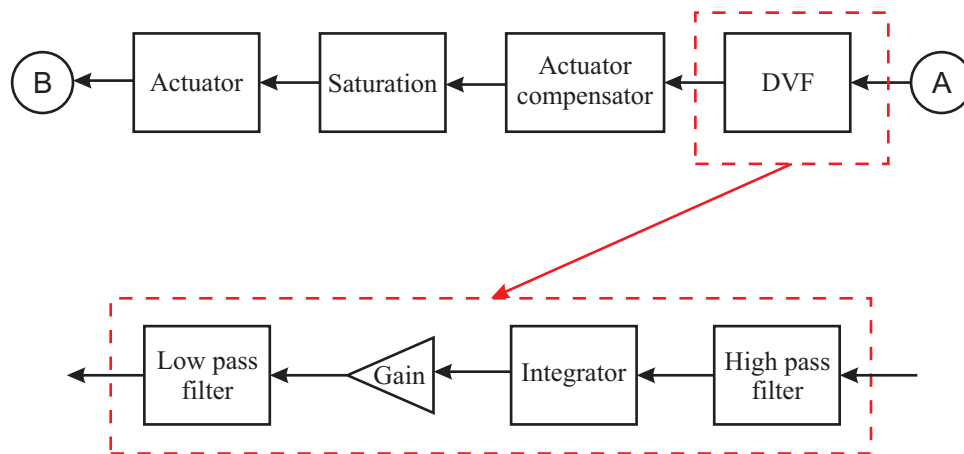 B
Actuator
Saturation
Actuator
compensator
DVF
A
Low pass
filter
Gain
Integrator
High pass
filter